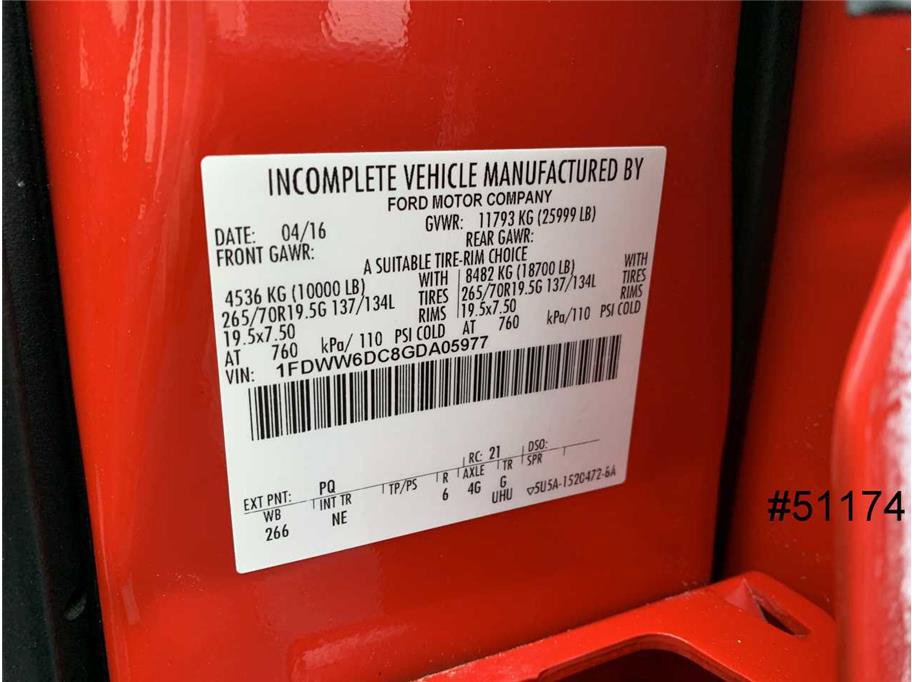 INCOMPLETE VEHICLE MANUFACTURED BY
FORD MOTOR COMPANY
DATE: 04/16 GVWR: 11793 KG (25999 LB)
FRONT GAWR: REAR GAWR:
A SUITABLE TIRE-RIM CHOICE
4536 KG (10000 LB) WITH 8482 KG (18700 LB) WITH
265/70R19.5G 137/134L TIRES 265/70R19.5G 137/134L TIRES
19.5x7.50 RIMS 19.5x7.50 RIMS
AT 760 kPa/ 110 PSI COLD AT 760 kPa/110 PSI COLD
VIN: 1FDWW6DC8GDA05977
EXT PNT: PQ RC: 21 DSO:
WB INT TR TP/PS R AXLE TR SPR
266 NE 6 4G G
UHU ▽5U5A-1520472-BA
#51174